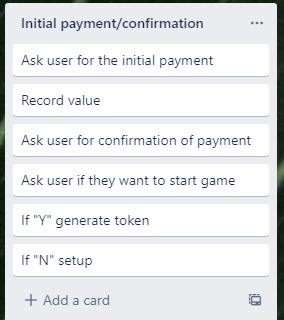 Initial payment/confirmation
Ask user for the initial payment
Record value
Ask user for confirmation of payment
Ask user if they want to start game
If "Y" generate token
If "N" setup
+ Add a card